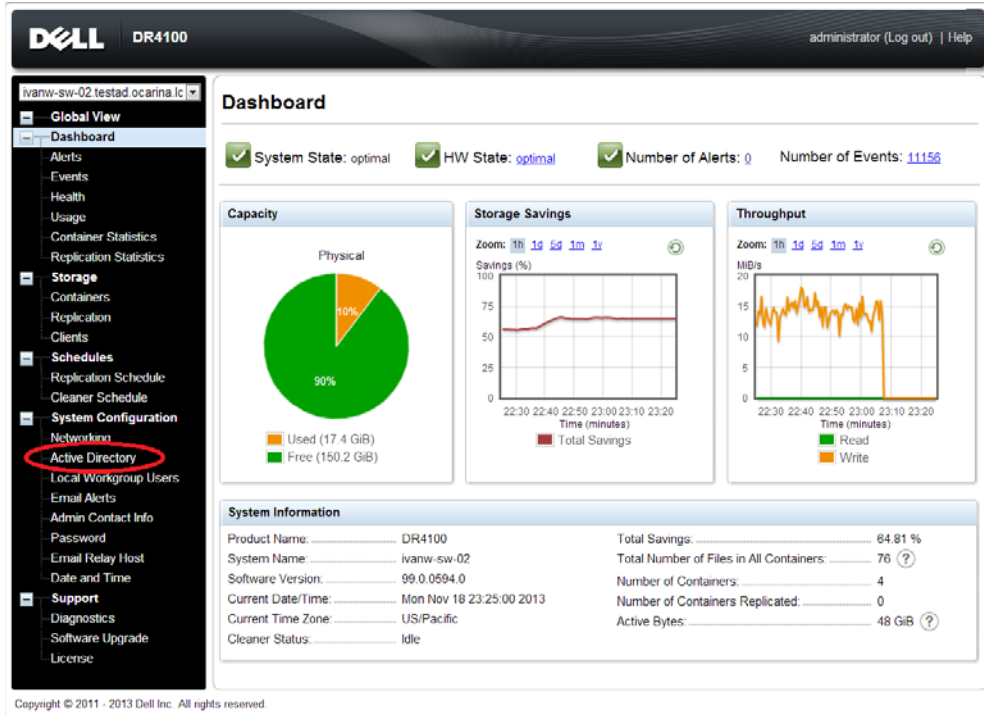 DELL DR4100
administrator (Log out) | Help
ivanw-sw-02.testad.ocarina.lc
Global View
Dashboard
Alerts
Events
Health
Usage
Container Statistics
Replication Statistics
Storage
Containers
Replication
Clients
Schedules
Replication Schedule
Cleaner Schedule
System Configuration
Networking
Active Directory
Local Workgroup Users
Email Alerts
Admin Contact Info
Password
Email Relay Host
Date and Time
Support
Diagnostics
Software Upgrade
License
Dashboard
System State: optimal HW State: optimal Number of Alerts: 0 Number of Events: 11156
Capacity
Physical
10%
90%
Used (17.4 GiB)
Free (150.2 GiB)
Storage Savings
Zoom: 1h 1d 5d 1m 1y
Savings (%)
100
75
50
25
0
22:30 22:40 22:50 23:00 23:10 23:20
Time (minutes)
Total Savings
Throughput
Zoom: 1h 1d 5d 1m 1y
MiB/s
20
15
10
5
0
22:30 22:40 22:50 23:00 23:10 23:20
Time (minutes)
Read
Write
System Information
Product Name: DR4100
System Name: ivanw-sw-02
Software Version: 99.0.0594.0
Current Date/Time: Mon Nov 18 23:25:00 2013
Current Time Zone: US/Pacific
Cleaner Status: Idle
Total Savings: 64.81 %
Total Number of Files in All Containers: 76 ?
Number of Containers: 4
Number of Containers Replicated: 0
Active Bytes: 48 GiB ?
Copyright © 2011 - 2013 Dell Inc. All rights reserved.